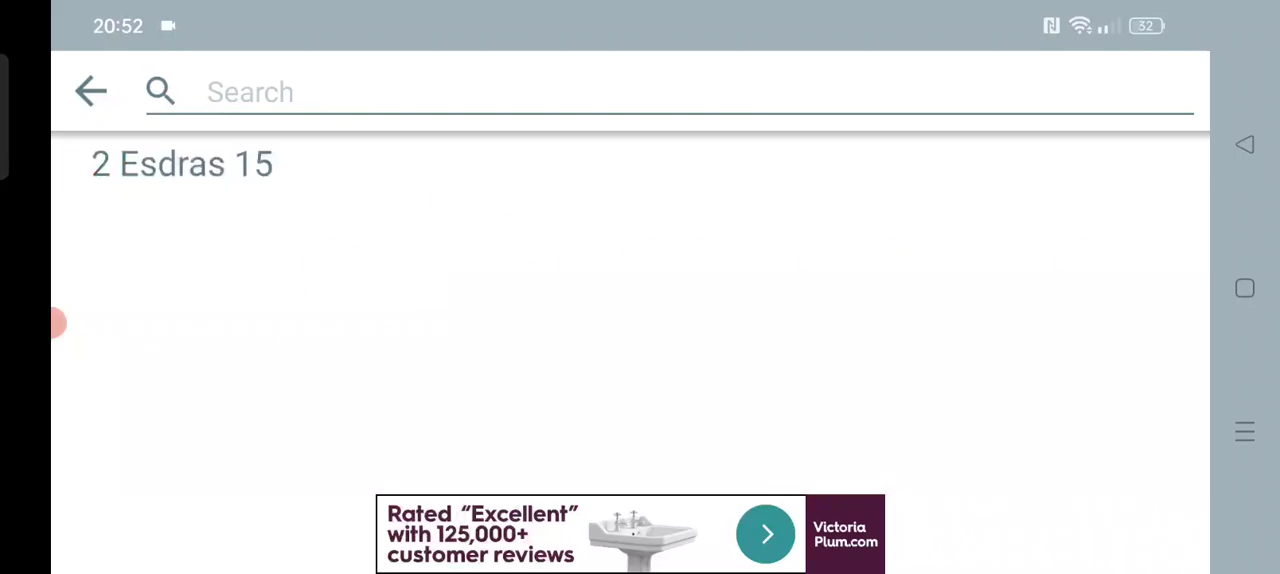 20:52
32
Search
2 Esdras 15
Rated “Excellent”
with 125,000+
customer reviews
Victoria
Plum.com